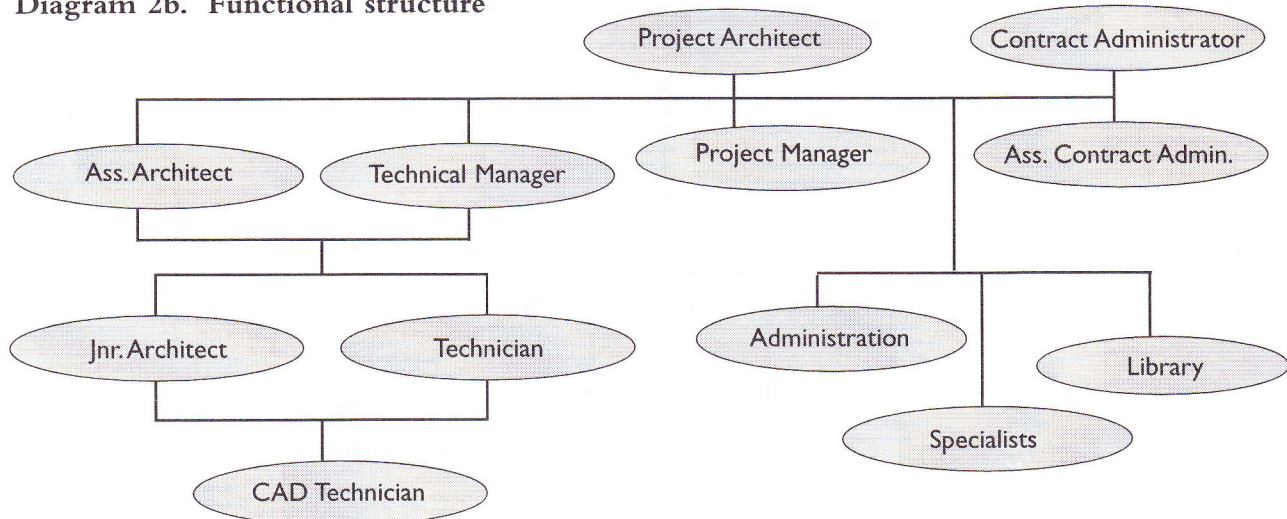 Diagram 2b. Functional structure
Project Architect
Contract Administrator
Ass. Architect
Technical Manager
Project Manager
Ass. Contract Admin.
Jnr. Architect
Technician
Administration
Library
Specialists
CAD Technician